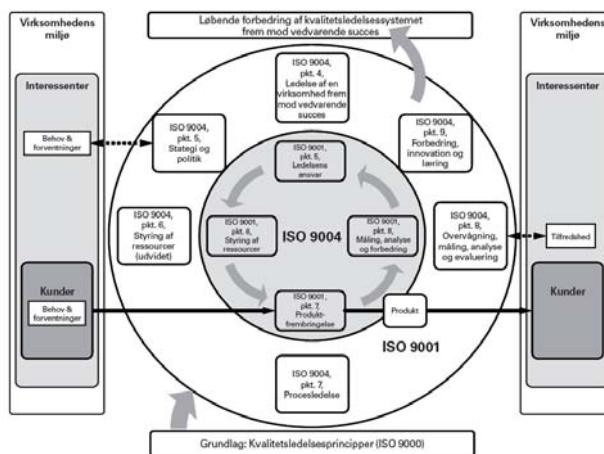 Virksomhedens
miljø
Interessenter
Behov &
forventninger
Kunder
Behov &
forventninger
Løbende forbedring af kvalitetsledelsessystemet
frem mod vedvarende succes
ISO 9004,
pkt. 4,
Ledelse af en
virksomhed frem
mod vedvarende
succes
ISO 9004,
pkt. 5,
Stategi og
politik
ISO 9004,
pkt. 9,
Forbedring,
innovation og
læring
ISO 9001,
pkt. 5,
Ledelsens
ansvar
ISO 9004,
pkt. 6,
Styring af
ressourcer
(udvidet)
ISO 9001,
pkt. 6,
Styring af
ressourcer
ISO 9004
ISO 9001,
pkt. 8,
Måling, analyse
og forbedring
ISO 9004,
pkt. 8,
Overvågning,
måling, analyse
og evaluering
ISO 9001,
pkt. 7,
Produkt-
frembringelse
Produkt
ISO 9001
ISO 9004,
pkt. 7,
Procesledelse
Grundlag: Kvalitetsledelsesprincipper (ISO 9000)
Virksomhedens
miljø
Interessenter
Tilfredshed
Kunder